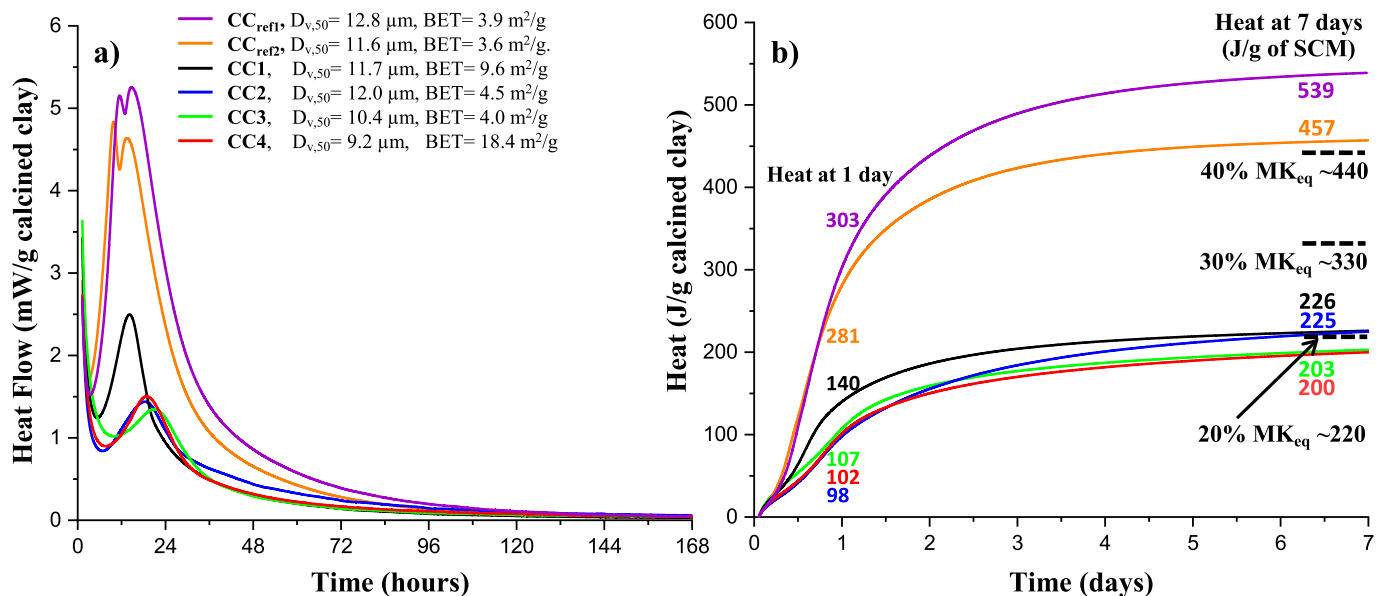 a)
CCref1, Dv,50= 12.8 µm, BET= 3.9 m²/g
CCref2, Dv,50= 11.6 µm, BET= 3.6 m²/g.
CC1, Dv,50= 11.7 µm, BET= 9.6 m²/g
CC2, Dv,50= 12.0 µm, BET= 4.5 m²/g
CC3, Dv,50= 10.4 µm, BET= 4.0 m²/g
CC4, Dv,50= 9.2 µm, BET= 18.4 m²/g
Heat Flow (mW/g calcined clay)
6
5
4
3
2
1
0
0 24 48 72 96 120 144 168
Time (hours)
b)
Heat at 7 days
(J/g of SCM)
539
457
40% MKeq ~440
Heat at 1 day
303
30% MKeq ~330
281
226
225
140
203
200
20% MKeq ~220
107
102
98
Heat (J/g calcined clay)
600
500
400
300
200
100
0
0 1 2 3 4 5 6 7
Time (days)